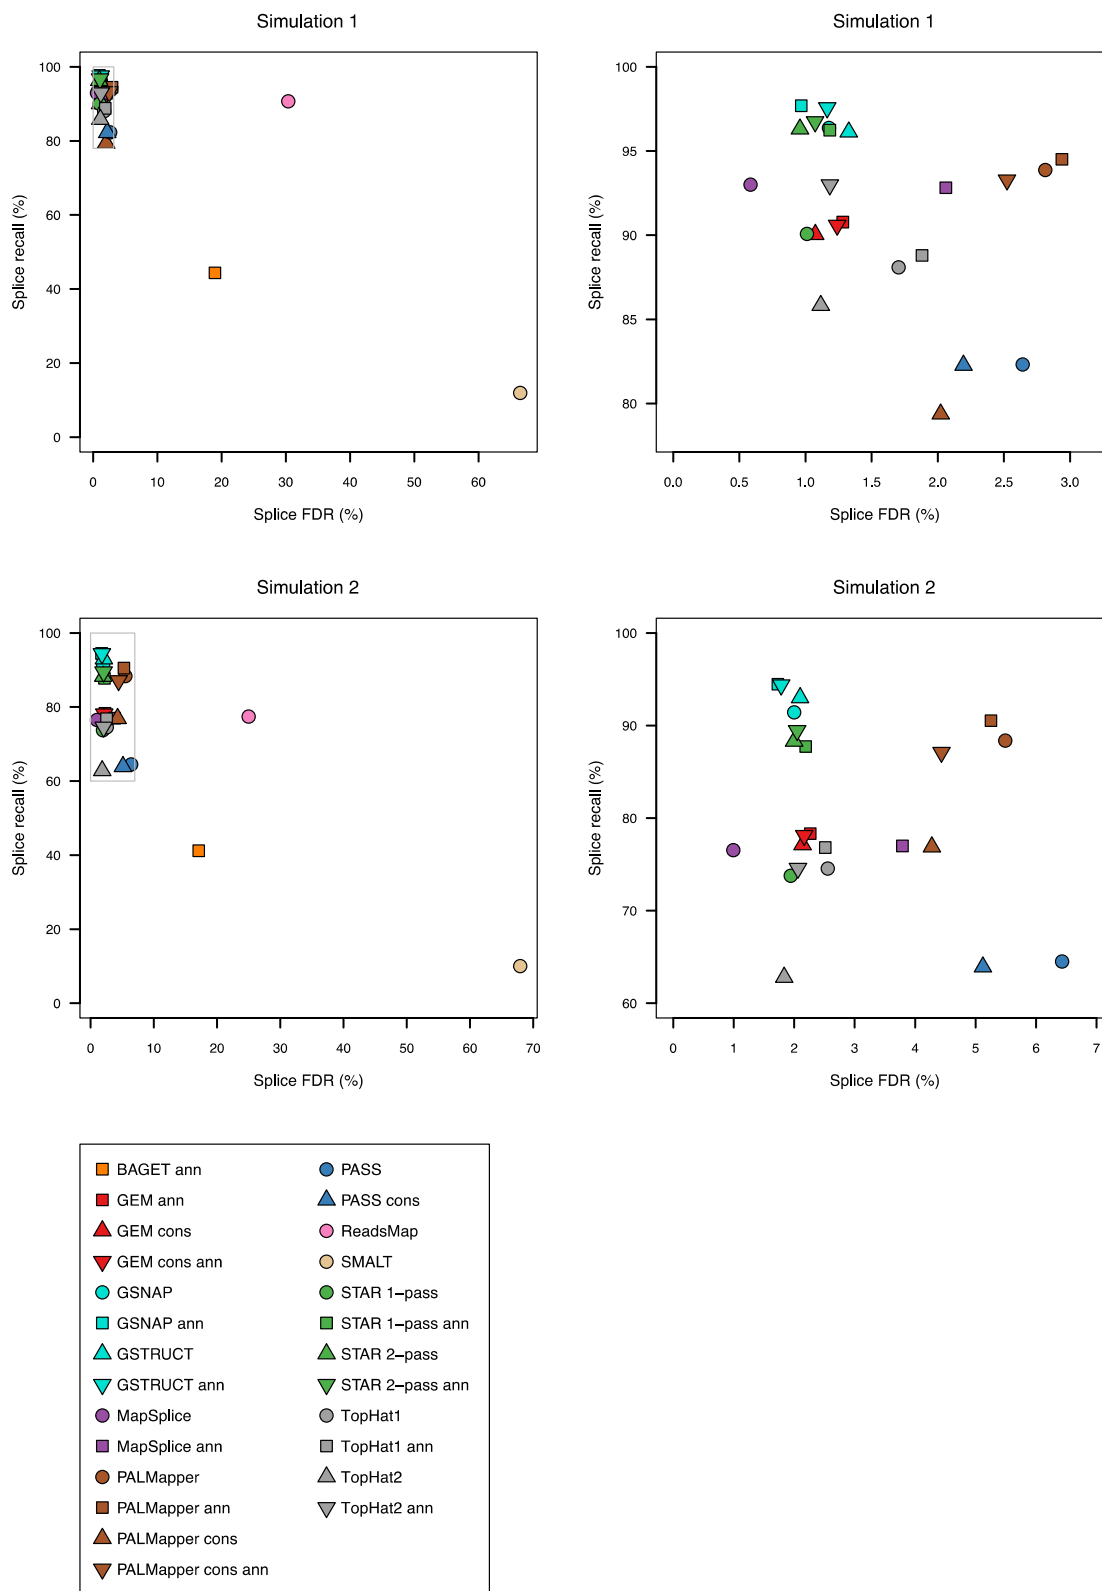 Simulation 1
Splice recall (%)
100
80
60
40
20
0
0 10 20 30 40 50 60
Splice FDR (%)
Simulation 1
Splice recall (%)
100
95
90
85
80
0.0 0.5 1.0 1.5 2.0 2.5 3.0
Splice FDR (%)
Simulation 2
Splice recall (%)
100
80
60
40
20
0
0 10 20 30 40 50 60 70
Splice FDR (%)
Simulation 2
Splice recall (%)
100
90
80
70
60
0 1 2 3 4 5 6 7
Splice FDR (%)
BAGET ann
GEM ann
GEM cons
GEM cons ann
GSNAP
GSNAP ann
GSTRUCT
GSTRUCT ann
MapSplice
MapSplice ann
PALMapper
PALMapper ann
PALMapper cons
PALMapper cons ann
PASS
PASS cons
ReadsMap
SMALT
STAR 1–pass
STAR 1–pass ann
STAR 2–pass
STAR 2–pass ann
TopHat1
TopHat1 ann
TopHat2
TopHat2 ann